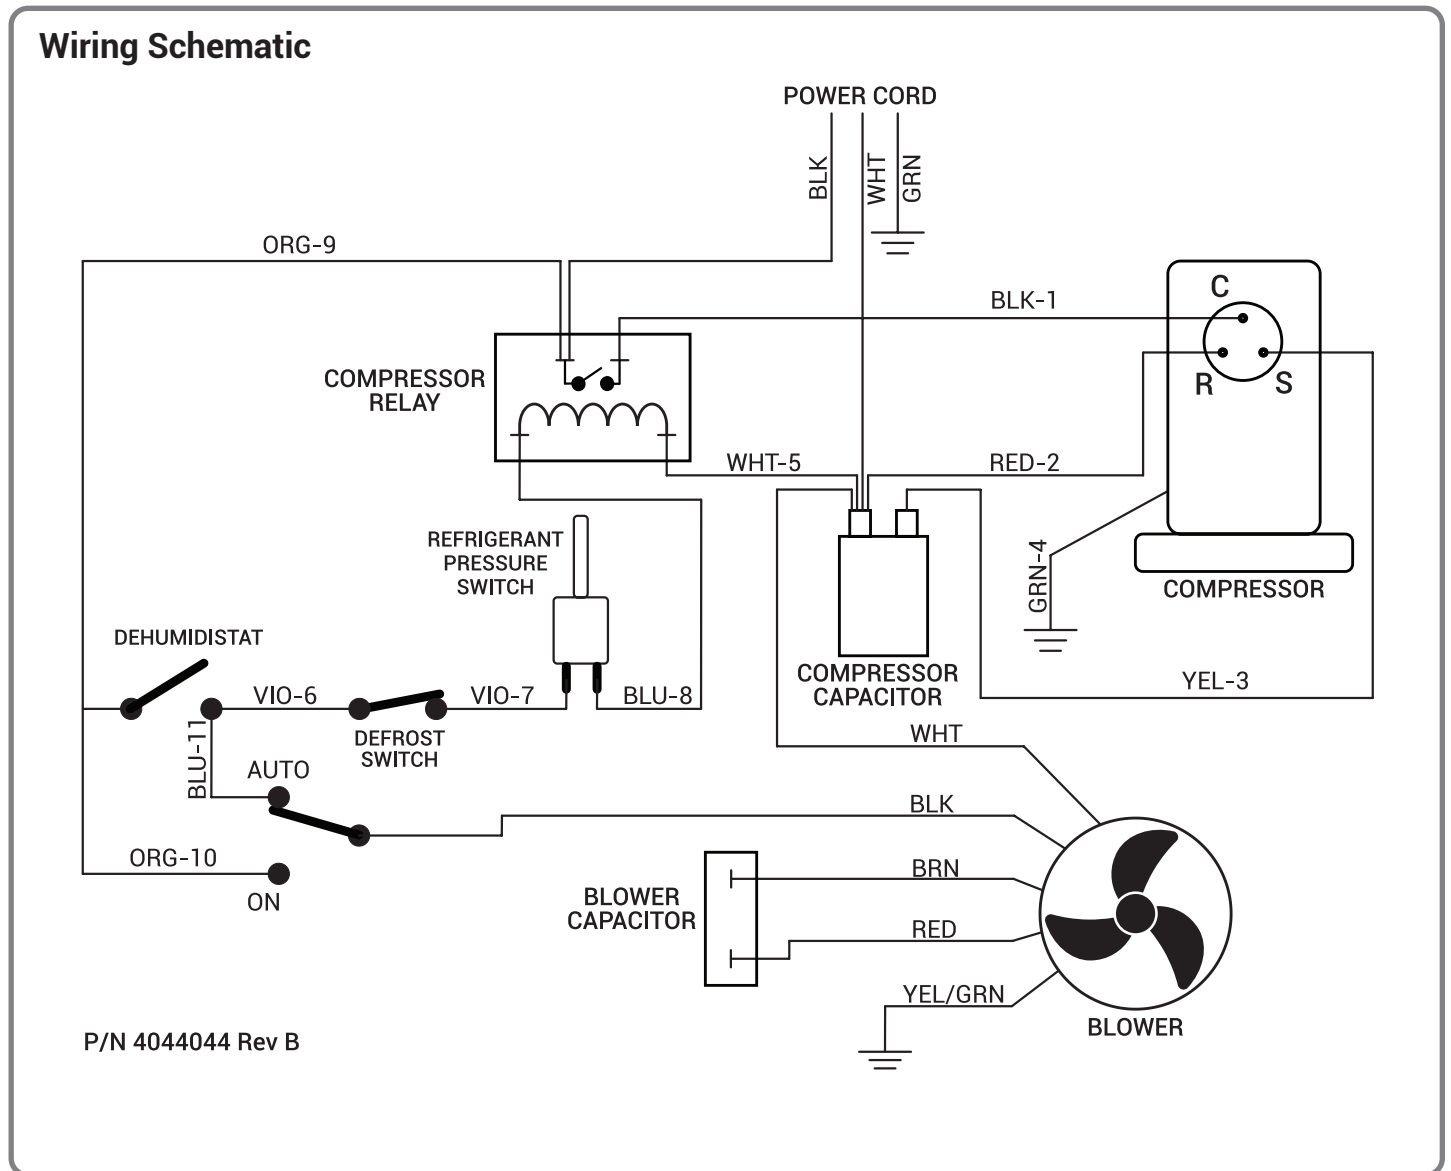 Wiring Schematic
POWER CORD
BLK
WHT
GRN
ORG-9
BLK-1
C
R
S
COMPRESSOR
RELAY
WHT-5
RED-2
REFRIGERANT
PRESSURE
SWITCH
GRN-4
COMPRESSOR
DEHUMIDISTAT
COMPRESSOR
CAPACITOR
VIO-6
VIO-7
BLU-8
YEL-3
DEFROST
SWITCH
WHT
BLU-11
AUTO
BLK
ORG-10
ON
BLOWER
CAPACITOR
BRN
RED
YEL/GRN
BLOWER
P/N 4044044 Rev B